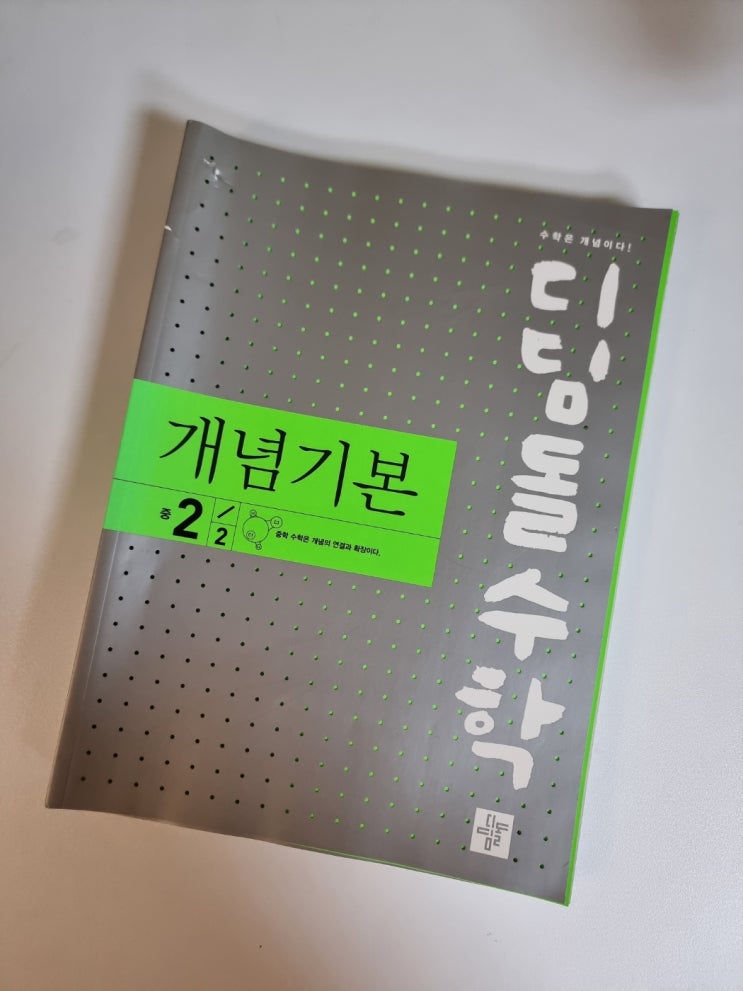 수학은 개념이다!
디딤돌수학
개념기본
중 2 / 2
중학 수학은 개념의 연결과 확장이다.
디딤돌